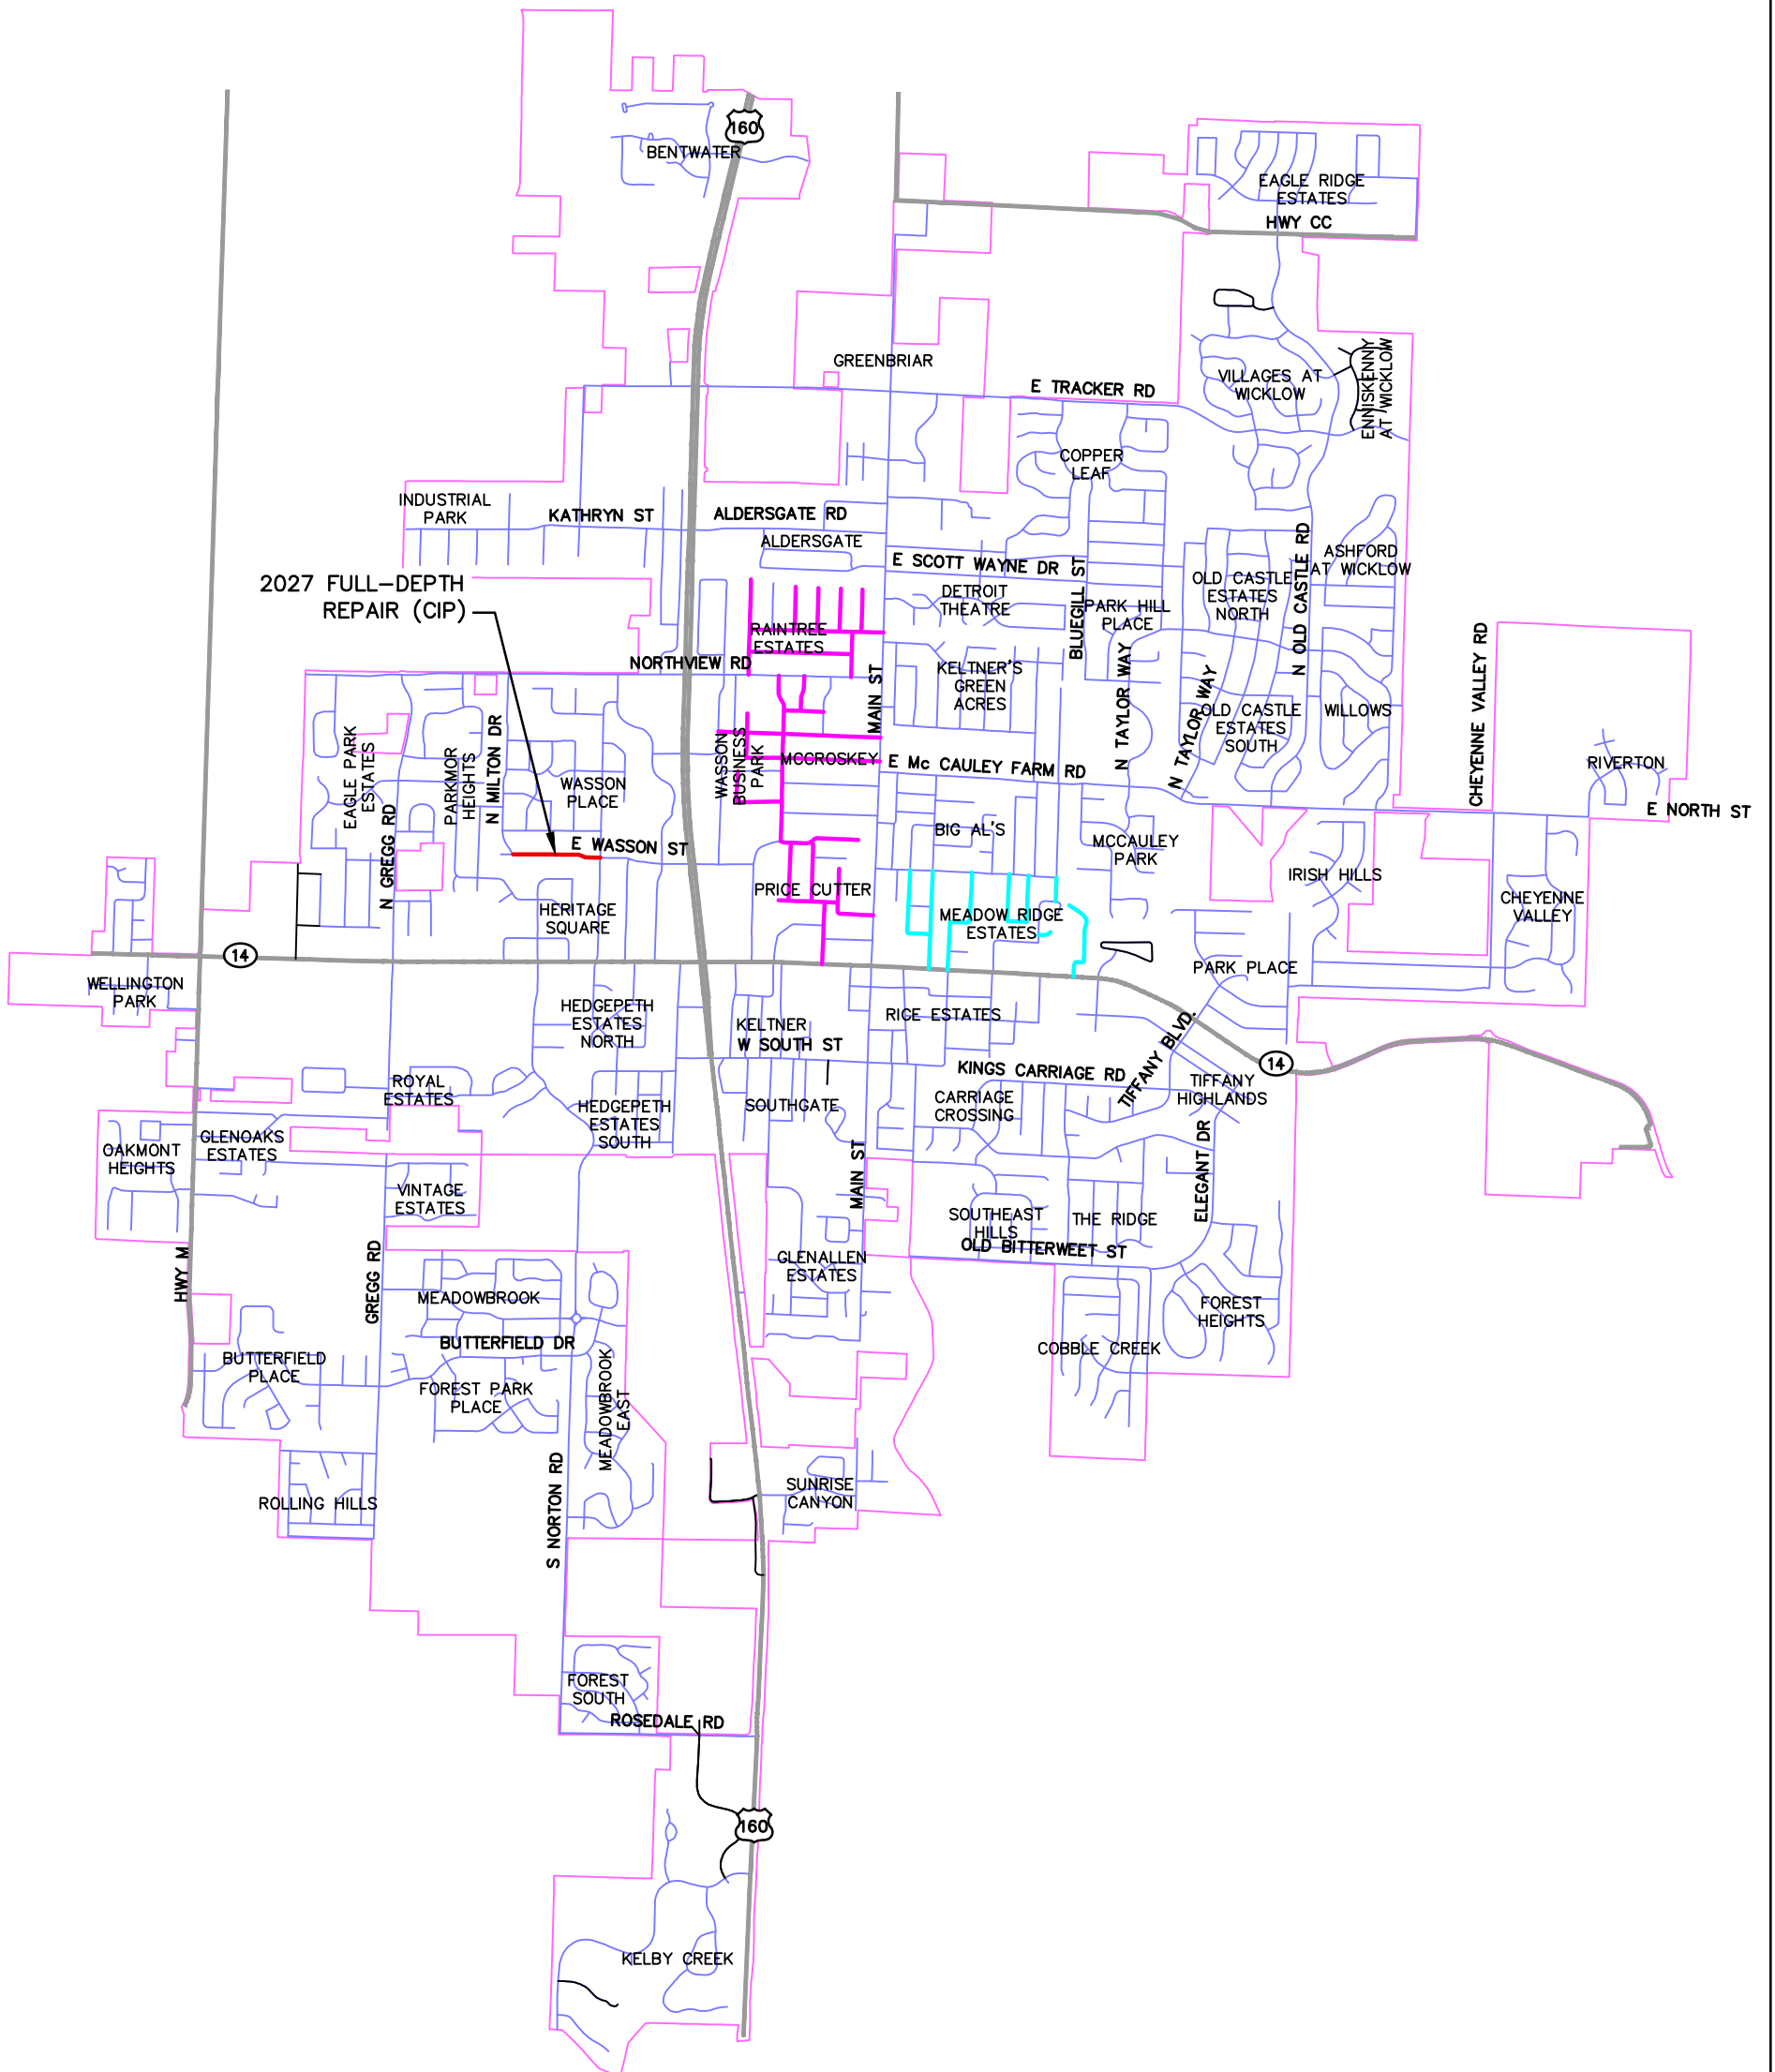 160
BENTWATER
EAGLE RIDGE
ESTATES
HWY CC
GREENBRIAR
E TRACKER RD
VILLAGES AT
WICKLOW
ENNISKENNY
AT WICKLOW
COPPER
LEAF
INDUSTRIAL
PARK
KATHRYN ST
ALDERSGATE RD
ALDERSGATE
E SCOTT WAYNE DR
BLUEGILL ST
N OLD CASTLE RD
ASHFORD
AT WICKLOW
2027 FULL-DEPTH
REPAIR (CIP)
OLD CASTLE
ESTATES
NORTH
DETROIT
THEATRE
PARK HILL
PLACE
RAINTREE
ESTATES
NORTHVIEW RD
MAIN ST
KELTNER'S
GREEN
ACRES
N TAYLOR WAY
N TAYLOR WAY
OLD CASTLE
ESTATES
SOUTH
WILLOWS
CHEYENNE VALLEY RD
EAGLE PARK
ESTATES
PARKMOR
HEIGHTS
N MILTON DR
WASSON
PLACE
WASSON
BUSINESS
PARK
MCCROSKEY
E Mc CAULEY FARM RD
RIVERTON
E NORTH ST
N GREGG RD
E WASSON ST
BIG AL'S
MCCAULEY
PARK
IRISH HILLS
CHEYENNE
VALLEY
PRICE CUTTER
HERITAGE
SQUARE
MEADOW RIDGE
ESTATES
14
PARK PLACE
WELLINGTON
PARK
HEDGEPETH
ESTATES
NORTH
KELTNER
W SOUTH ST
RICE ESTATES
TIFFANY BLVD.
14
KINGS CARRIAGE RD
ROYAL
ESTATES
HEDGEPETH
ESTATES
SOUTH
SOUTHGATE
CARRIAGE
CROSSING
TIFFANY
HIGHLANDS
OAKMONT
HEIGHTS
GLENOAKS
ESTATES
MAIN ST
ELEGANT DR
VINTAGE
ESTATES
SOUTHEAST
HILLS
THE RIDGE
OLD BITTERWEET ST
HWY M
GREGG RD
GLENALLEN
ESTATES
MEADOWBROOK
FOREST
HEIGHTS
BUTTERFIELD DR
COBBLE CREEK
BUTTERFIELD
PLACE
FOREST PARK
PLACE
MEADOWBROOK
EAST
S NORTON RD
SUNRISE
CANYON
ROLLING HILLS
FOREST
SOUTH
ROSEDALE RD
160
KELBY CREEK